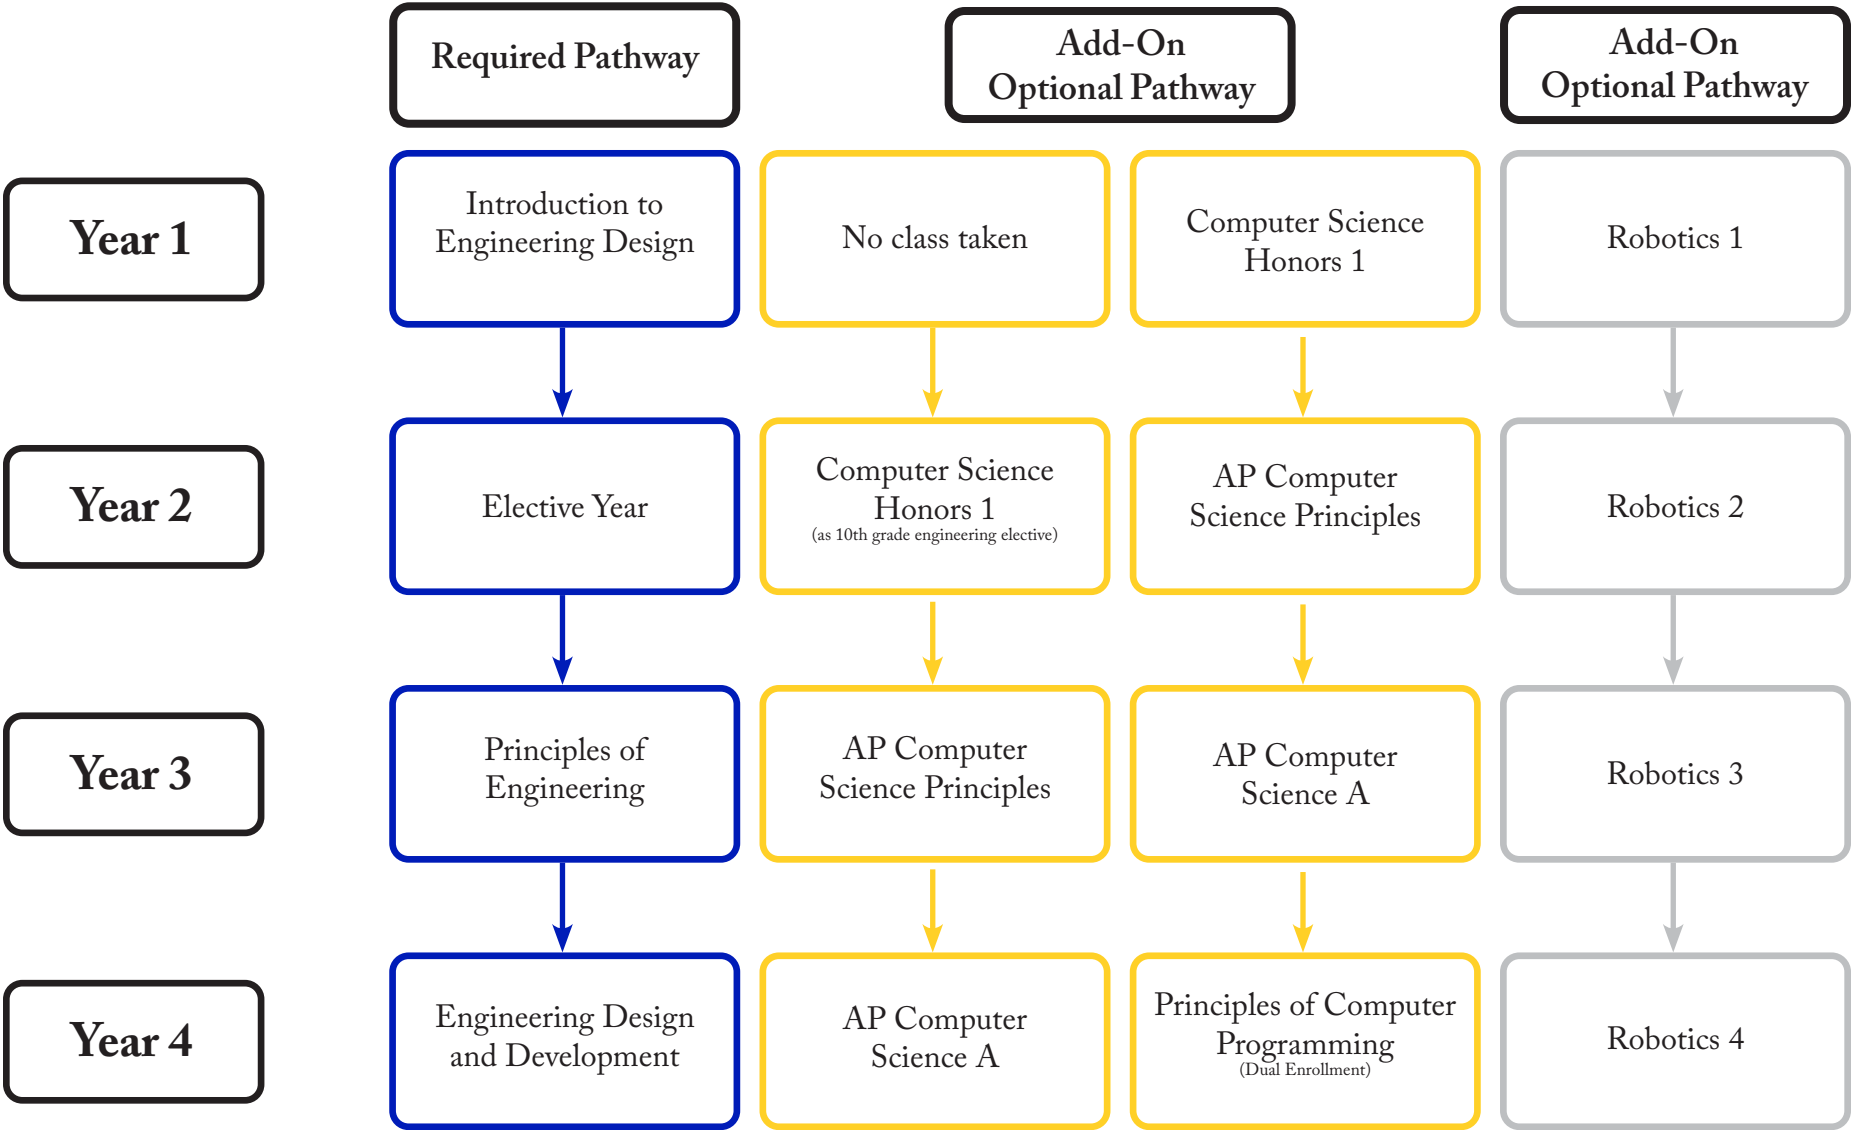 Required Pathway
Add-On
Optional Pathway
Add-On
Optional Pathway
Year 1
Introduction to
Engineering Design
No class taken
Computer Science
Honors 1
Robotics 1
Year 2
Elective Year
Computer Science
Honors 1
(as 10th grade engineering elective)
AP Computer
Science Principles
Robotics 2
Year 3
Principles of
Engineering
AP Computer
Science Principles
AP Computer
Science A
Robotics 3
Year 4
Engineering Design
and Development
AP Computer
Science A
Principles of Computer
Programming
(Dual Enrollment)
Robotics 4